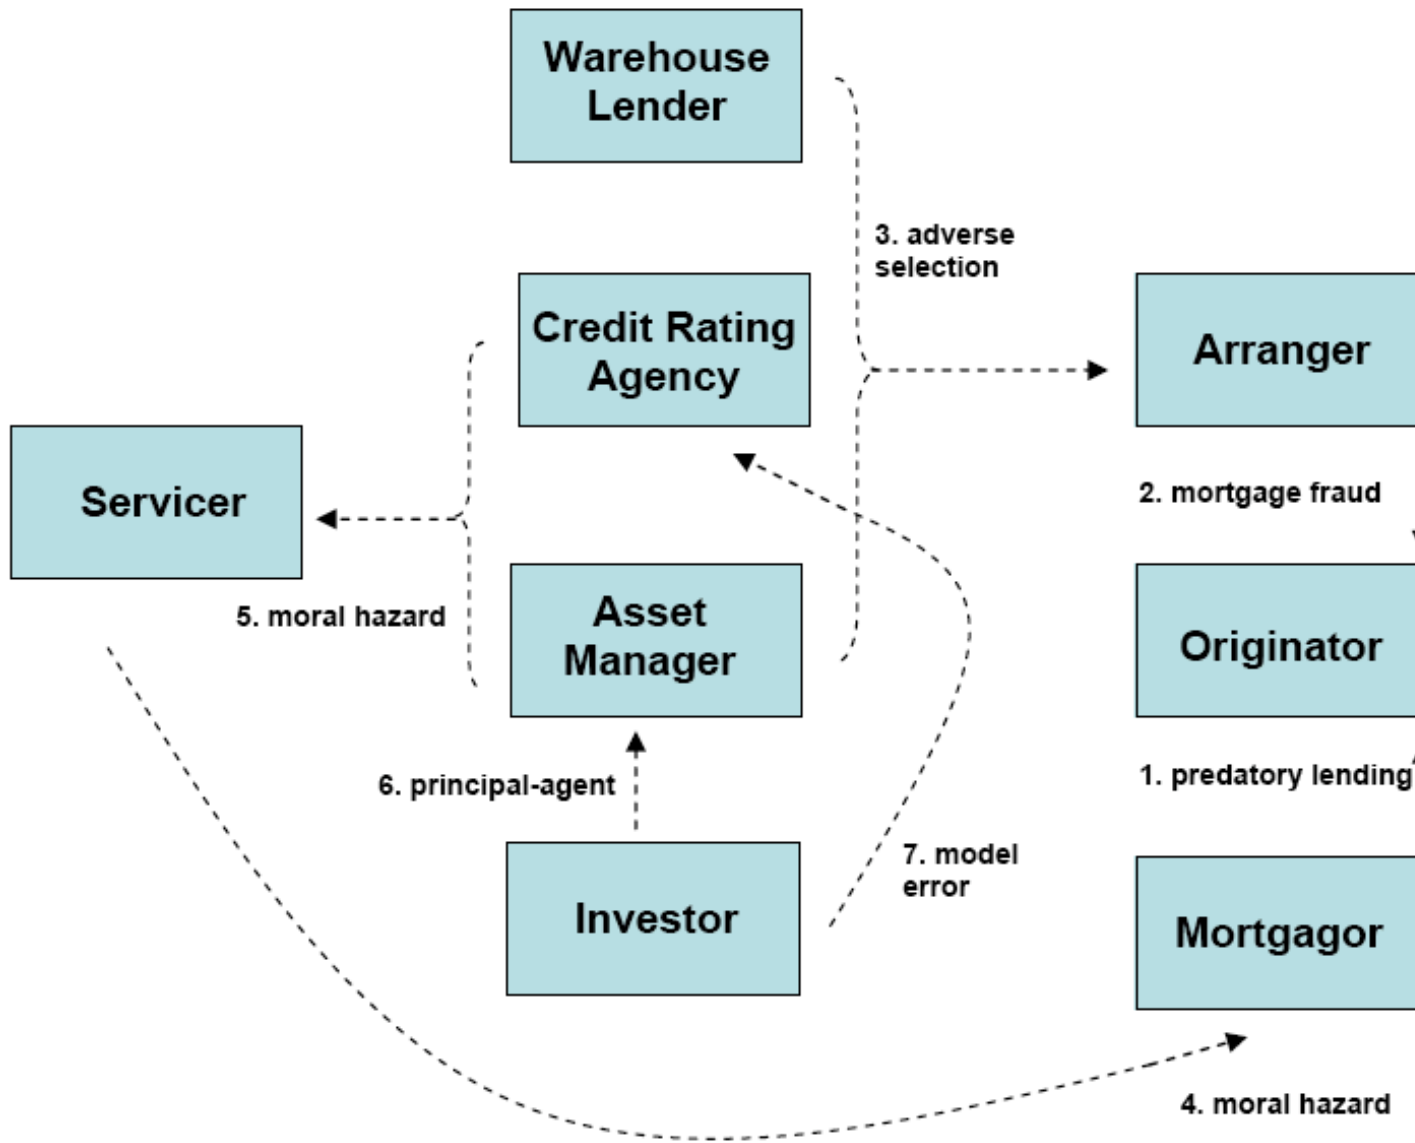 Warehouse
Lender
3. adverse
selection
Credit Rating
Agency
Arranger
Servicer
2. mortgage fraud
5. moral hazard
Asset
Manager
Originator
6. principal-agent
1. predatory lending
7. model
error
Investor
Mortgagor
4. moral hazard